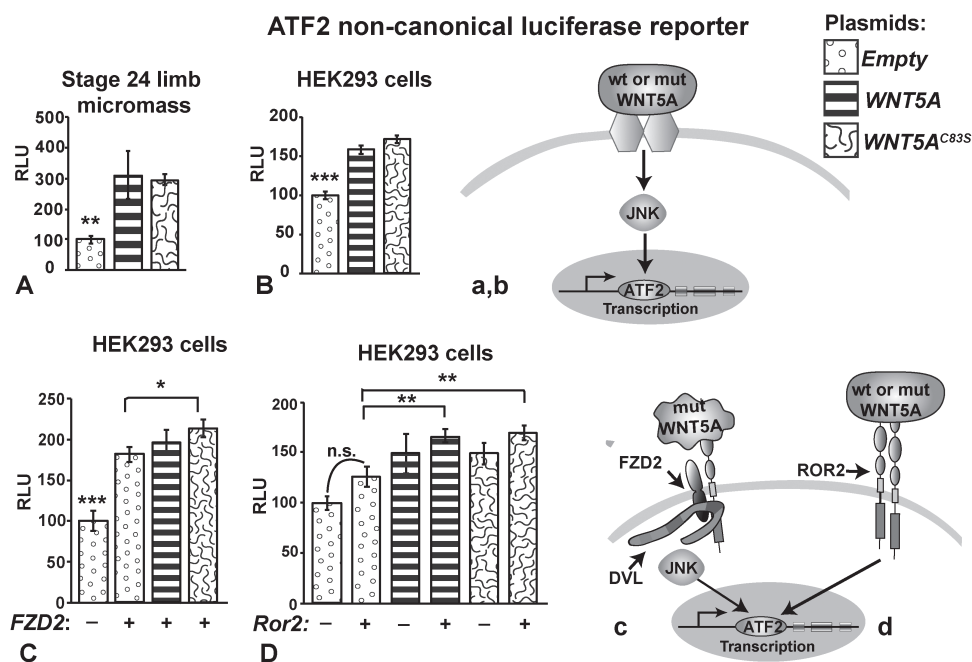 ATF2 non-canonical luciferase reporter
Plasmids:
Empty
WNT5A
WNT5A^C83S
Stage 24 limb
micromass
RLU
500
400
300
200
100
0
**
A
HEK293 cells
RLU
200
150
100
50
0
***
B
wt or mut
WNT5A
JNK
ATF2
Transcription
a,b
HEK293 cells
RLU
250
200
150
100
50
0
***
*
FZD2: – + + +
C
HEK293 cells
RLU
200
150
100
50
0
n.s.
**
**
Ror2: – + – + – +
D
mut
WNT5A
FZD2
DVL
JNK
wt or mut
WNT5A
ROR2
ATF2
Transcription
c
d